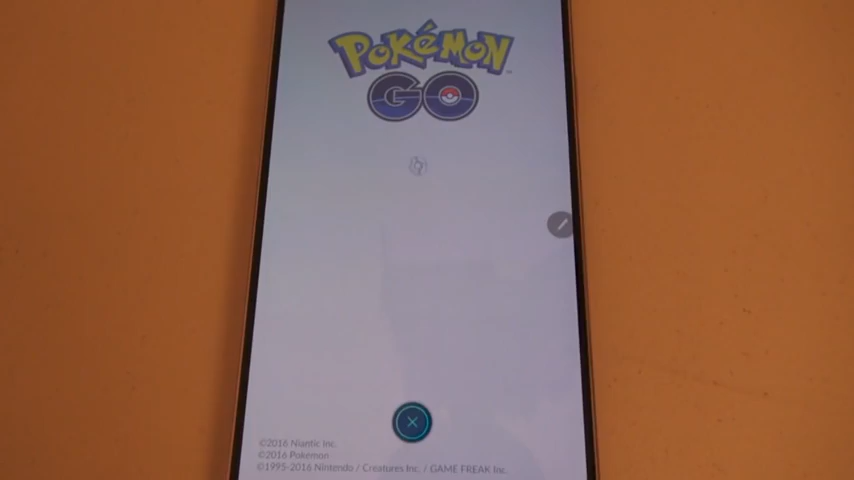 POKéMON
GO
©2016 Niantic Inc.
©2016 Pokemon
©1995-2016 Nintendo / Creatures Inc. / GAME FREAK Inc.